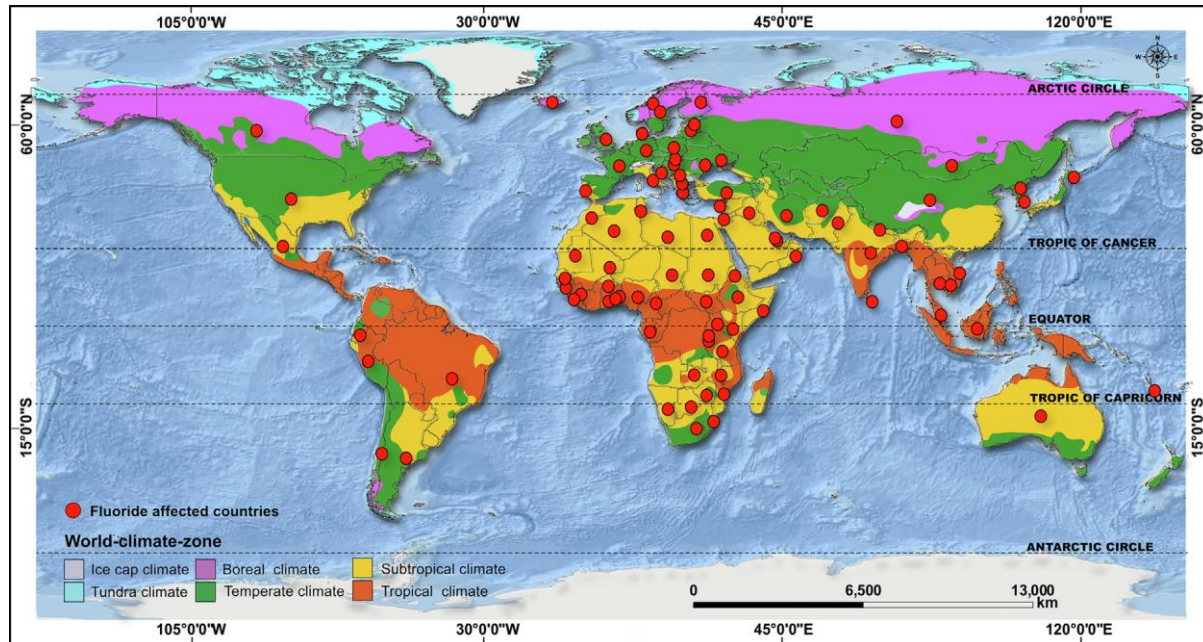 105°0'0"W 30°0'0"W 45°0'0"E 120°0'0"E
N
W E
S
ARCTIC CIRCLE
60°0'0"N 60°0'0"N
TROPIC OF CANCER
EQUATOR
TROPIC OF CAPRICORN
15°0'0"S 15°0'0"S
Fluoride affected countries
World-climate-zone
Ice cap climate Boreal climate Subtropical climate
Tundra climate Temperate climate Tropical climate
ANTARCTIC CIRCLE
0 6,500 13,000
km
105°0'0"W 30°0'0"W 45°0'0"E 120°0'0"E